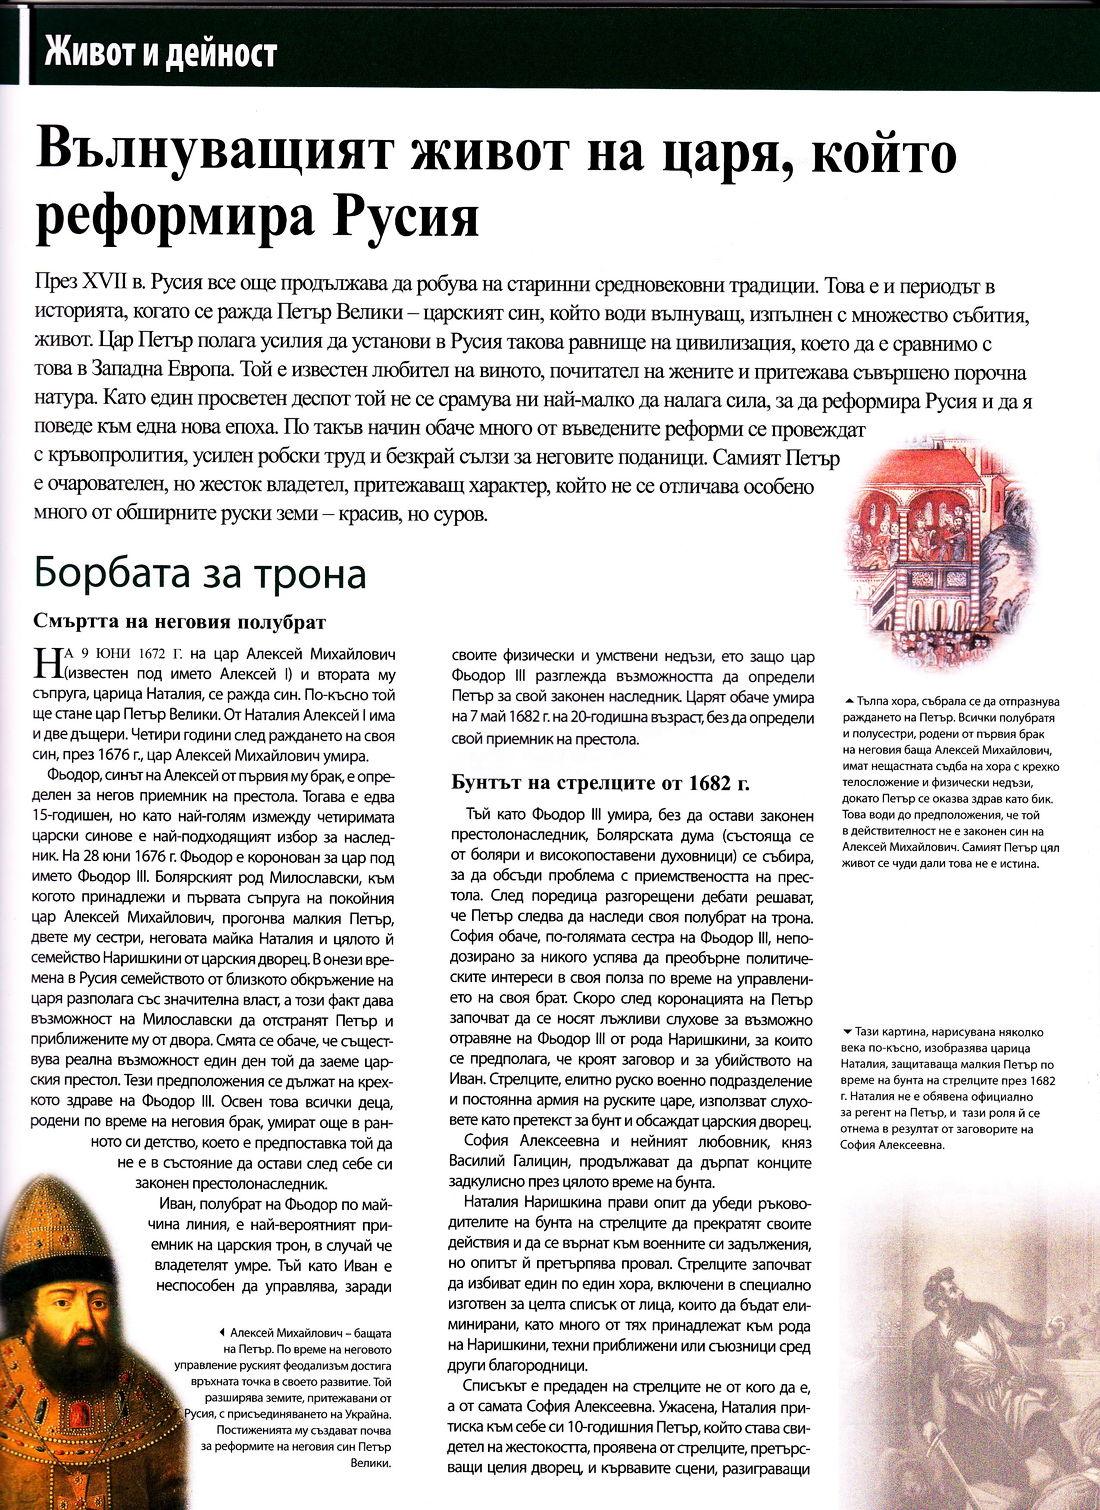 Живот и дейност
Вълнуващият живот на царя, който
реформира Русия
През XVII в. Русия все още продължава да робува на старинни средновековни традиции. Това е и периодът в
историята, когато се ражда Петър Велики – царският син, който води вълнуващ, изпълнен с множество събития,
живот. Цар Петър полага усилия да установи в Русия такова равнище на цивилизация, което да е сравнимо с
това в Западна Европа. Той е известен любител на виното, почитател на жените и притежава съвършено порочна
натура. Като един просветен деспот той не се срамува ни най-малко да налага сила, за да реформира Русия и да я
поведе към една нова епоха. По такъв начин обаче много от въведените реформи се провеждат
с кръвопролития, усилен робски труд и безкрай сълзи за неговите поданици. Самият Петър
е очарователен, но жесток владетел, притежаващ характер, който не се отличава особено
много от обширните руски земи – красив, но суров.
Борбата за трона
Смъртта на неговия полубрат
НА 9 ЮНИ 1672 Г. на цар Алексей Михайлович
(известен под името Алексей I) и втората му
съпруга, царица Наталия, се ражда син. По-късно той
ще стане цар Петър Велики. От Наталия Алексей I има
и две дъщери. Четири години след раждането на своя
син, през 1676 г., цар Алексей Михайлович умира.
Фьодор, синът на Алексей от първия му брак, е опре-
делен за негов приемник на престола. Тогава е едва
15-годишен, но като най-голям измежду четиримата
царски синове е най-подходящият избор за наслед-
ник. На 28 юни 1676 г. Фьодор е коронован за цар под
името Фьодор III. Болярският род Милославски, към
когото принадлежи и първата съпруга на покойния
цар Алексей Михайлович, прогонва малкия Петър,
двете му сестри, неговата майка Наталия и цялото ѝ
семейство Наришкини от царския дворец. В онези вре-
мена в Русия семейството от близкото обкръжение на
царя разполага със значителна власт, а този факт дава
възможност на Милославски да отстранят Петър и
приближените му от двора. Смята се обаче, че същест-
вува реална възможност един ден той да заеме цар-
ския престол. Тези предположения се дължат на крех-
кото здраве на Фьодор III. Освен това всички деца,
родени по време на неговия брак, умират още в ран-
ното си детство, което е предпоставка той да
не е в състояние да остави след себе си
законен престолонаследник.
Иван, полубрат на Фьодор по май-
чина линия, е най-вероятният при-
емник на царския трон, в случай че
владетелят умре. Тъй като Иван е
неспособен да управлява, заради
◂ Алексей Михайлович – бащата
на Петър. По време на неговото
управление руският феодализъм достига
връхната точка в своето развитие. Той
разширява земите, притежавани от
Русия, с присъединяването на Украйна.
Постиженията му създават почва
за реформите на неговия син Петър
Велики.
своите физически и умствени недъзи, ето защо цар
Фьодор III разглежда възможността да определи
Петър за свой законен наследник. Царят обаче умира
на 7 май 1682 г. на 20-годишна възраст, без да определи
свой приемник на престола.
Бунтът на стрелците от 1682 г.
Тъй като Фьодор III умира, без да остави законен
престолонаследник, Болярската дума (състояща се
от боляри и високопоставени духовници) се събира,
за да обсъди проблема с приемствеността на прес-
тола. След поредица разгорещени дебати решават,
че Петър следва да наследи своя полубрат на трона.
София обаче, по-голямата сестра на Фьодор III, непо-
дозирано за никого успява да преобърне политиче-
ските интереси в своя полза по време на управлени-
ето на своя брат. Скоро след коронацията на Петър
започват да се носят лъжливи слухове за възможно
отравяне на Фьодор III от рода Наришкини, за които
се предполага, че кроят заговор и за убийството на
Иван. Стрелците, елитно руско военно подразделение
и постоянна армия на руските царе, използват слухо-
вете като претекст за бунт и обсаждат царския дворец.
София Алексеевна и нейният любовник, княз
Василий Галицин, продължават да дърпат конците
задкулисно през цялото време на бунта.
Наталия Наришкина прави опит да убеди ръково-
дителите на бунта на стрелците да прекратят своите
действия и да се върнат към военните си задължения,
но опитът ѝ претърпява провал. Стрелците започват
да избиват един по един хора, включени в специално
изготвен за целта списък от лица, които да бъдат ели-
минирани, като много от тях принадлежат към рода
на Наришкини, техни приближени или съюзници сред
други благородници.
Списъкът е предаден на стрелците не от кого да е,
а от самата София Алексеевна. Ужасена, Наталия при-
тиска към себе си 10-годишния Петър, който става сви-
детел на жестокостта, проявена от стрелците, претърс-
ващи целия дворец, и кървавите сцени, разиграващи
▴ Тълпа хора, събрала се да отпразнува
раждането на Петър. Всички полубратя
и полусестри, родени от първия брак
на неговия баща Алексей Михайлович,
имат нещастната съдба на хора с крехко
телосложение и физически недъзи,
докато Петър се оказва здрав като бик.
Това води до предположения, че той
в действителност не е законен син на
Алексей Михайлович. Самият Петър цял
живот се чуди дали това не е истина.
▾ Тази картина, нарисувана няколко
века по-късно, изобразява царица
Наталия, защитаваща малкия Петър по
време на бунта на стрелците през 1682
г. Наталия не е обявена официално
за регент на Петър, и тази роля ѝ се
отнема в резултат от заговорите на
София Алексеевна.